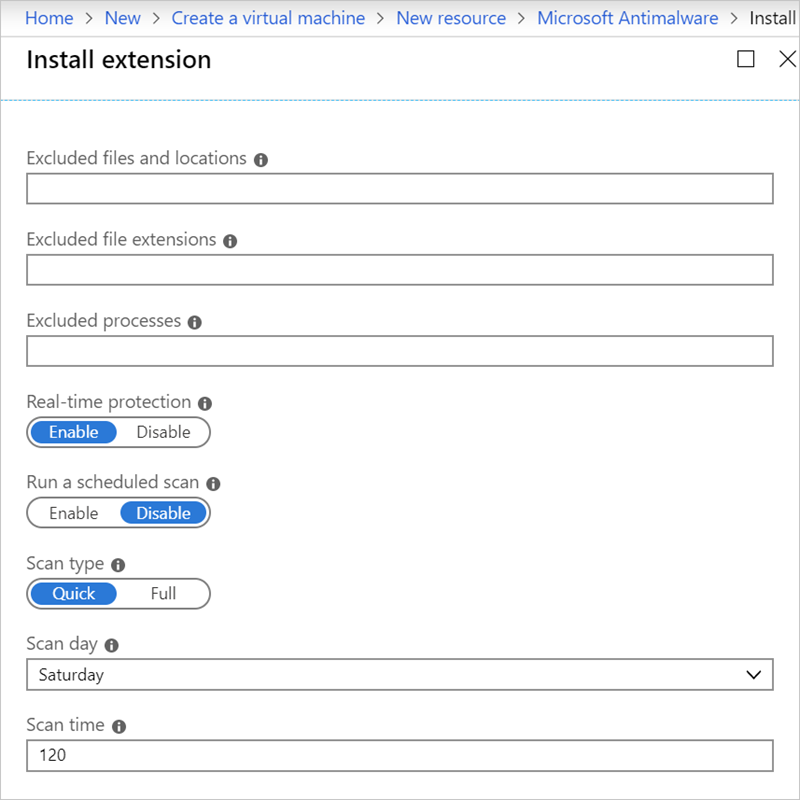 Home > New > Create a virtual machine > New resource > Microsoft Antimalware > Install
Install extension
Excluded files and locations
Excluded file extensions
Excluded processes
Real-time protection
Enable Disable
Run a scheduled scan
Enable Disable
Scan type
Quick Full
Scan day
Saturday
Scan time
120